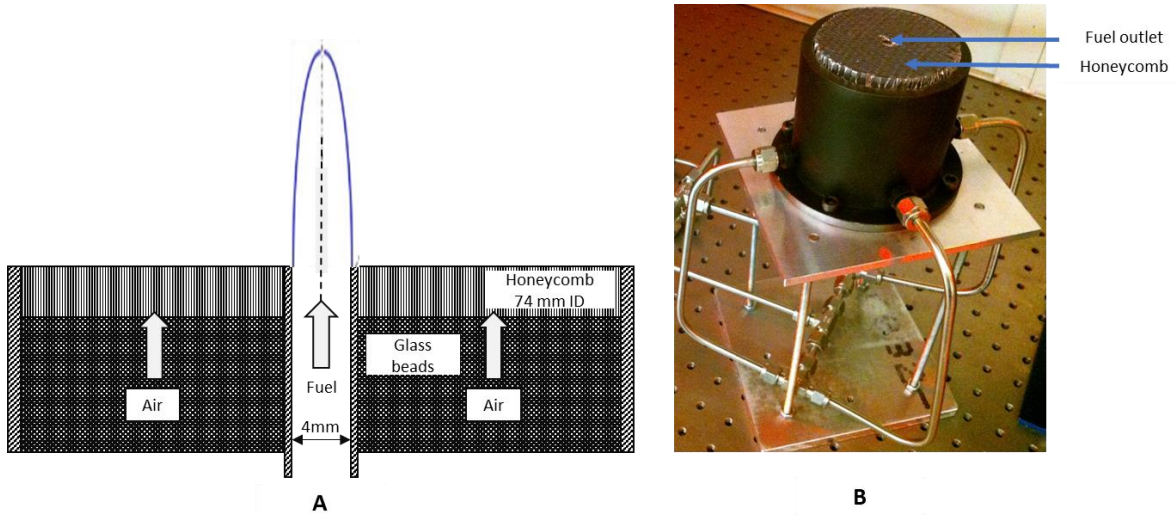 Fuel outlet
Honeycomb
Honeycomb
74 mm ID
Glass
beads
Fuel
Air
Air
4mm
A
B